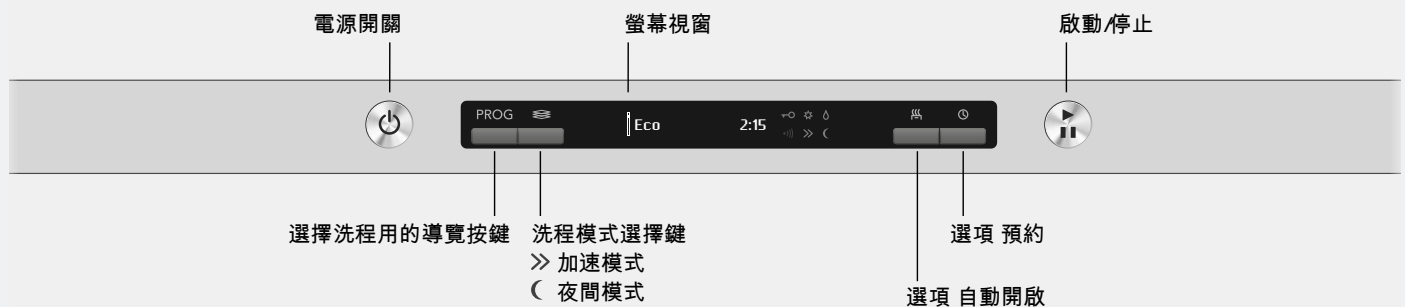 電源開關
螢幕視窗
啟動/停止
PROG
Eco
2:15
選擇洗程用的導覽按鍵
洗程模式選擇鍵
加速模式
夜間模式
選項 預約
選項 自動開啟